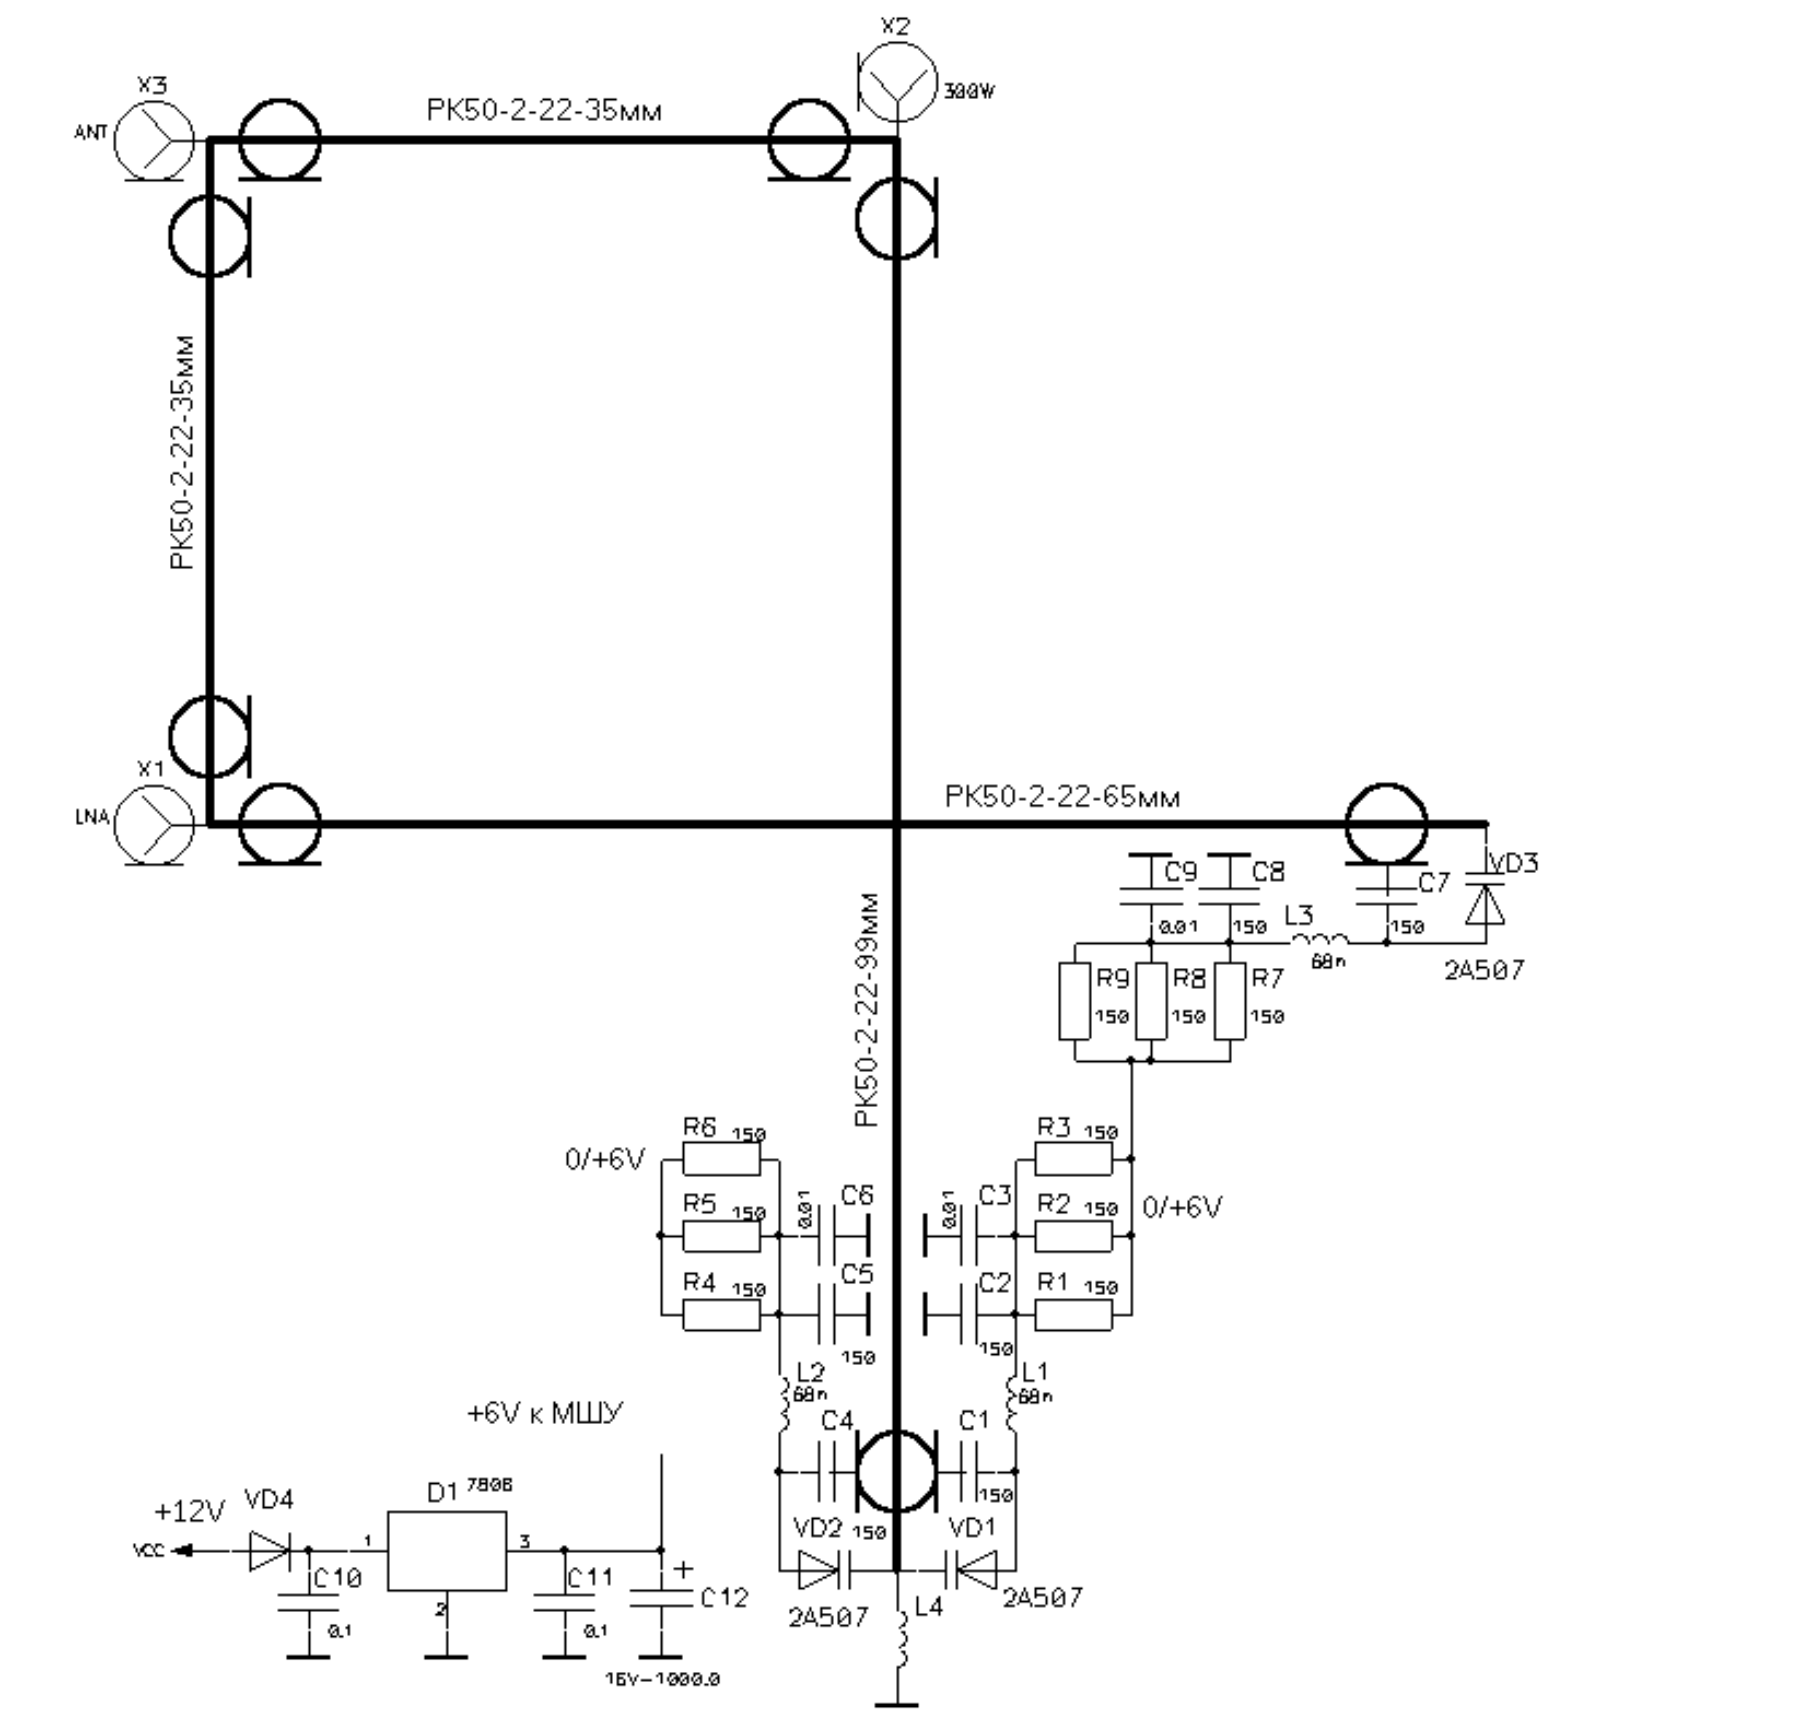 X2
300W
X3
ANT
РК50-2-22-35мм
РК50-2-22-35мм
X1
LNA
РК50-2-22-65мм
VD3
2A507
C9
0.01
C8
150
C7
150
L3
68n
R9
150
R8
150
R7
150
РК50-2-22-99мм
0/+6V
R6
150
R5
150
R4
150
C6
0.01
C5
150
C3
0.01
C2
150
R3
150
R2
150
R1
150
0/+6V
L2
68n
L1
68n
C4
150
C1
150
VD2
2A507
VD1
2A507
L4
+6V к МШУ
+12V
VCC
VD4
D1
7806
1
3
2
C10
0.1
C11
0.1
+
C12
16V-1000.0